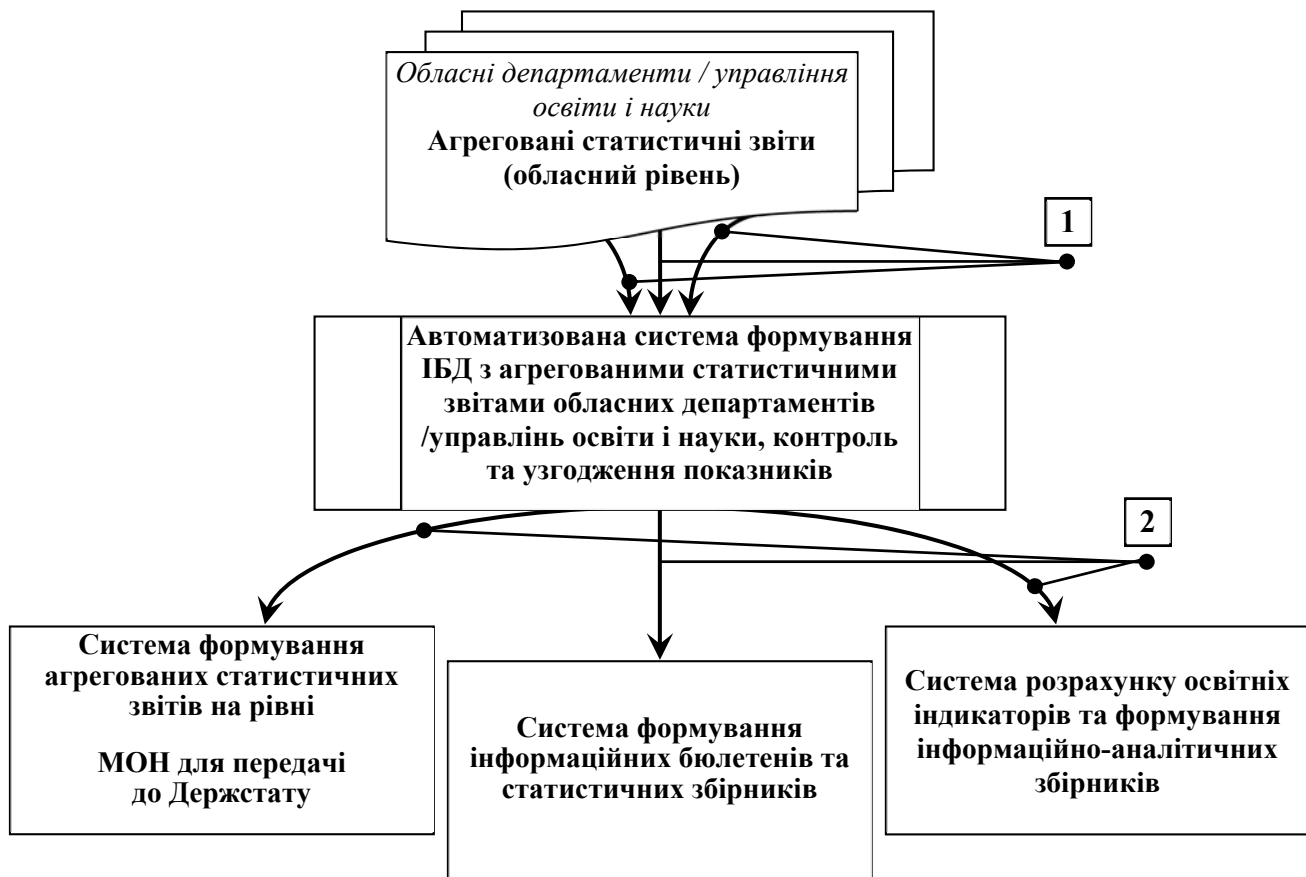 Обласні департаменти / управління
освіти і науки
Агреговані статистичні звіти
(обласний рівень)
1
Автоматизована система формування
ІБД з агрегованими статистичними
звітами обласних департаментів
/управлінь освіти і науки, контроль
та узгодження показників
2
Система формування
агрегованих статистичних
звітів на рівні
МОН для передачі
до Держстату
Система формування
інформаційних бюлетенів та
статистичних збірників
Система розрахунку освітніх
індикаторів та формування
інформаційно-аналітичних
збірників